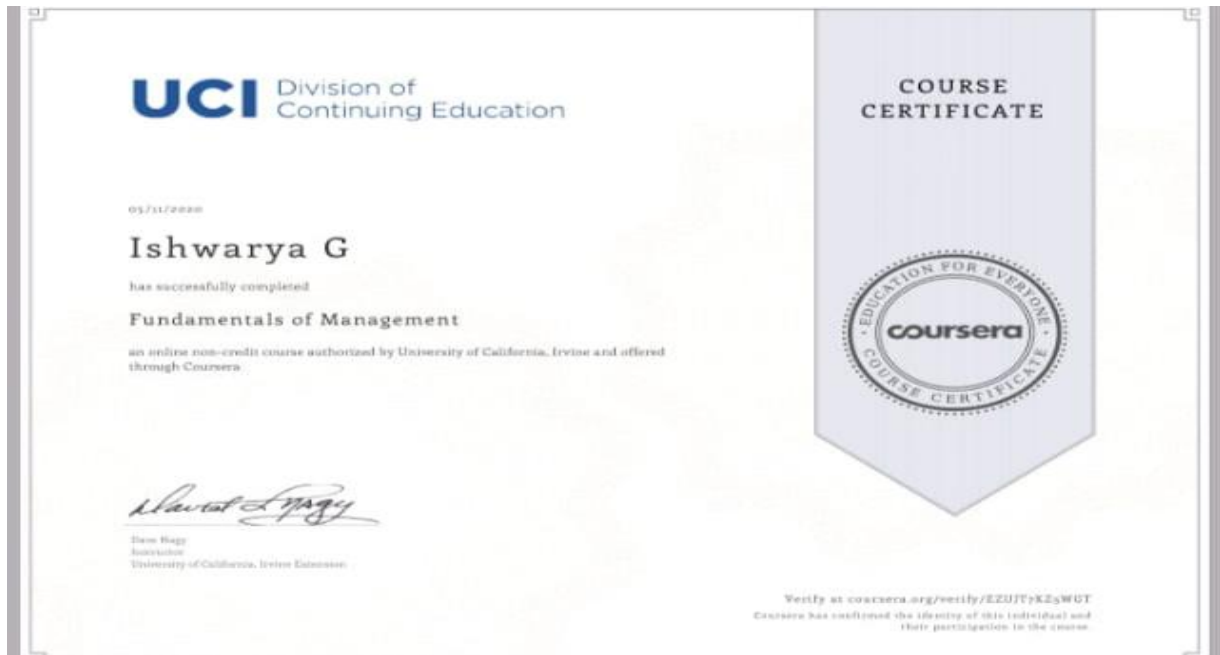 UCI Division of
Continuing Education
COURSE
CERTIFICATE
05/11/2020
Ishwarya G
has successfully completed
Fundamentals of Management
an online non-credit course authorized by University of California, Irvine and offered
through Coursera
EDUCATION FOR EVERYONE
coursera
COURSE CERTIFICATE
Dave Nagy
Instructor
University of California, Irvine Extension
Verify at coursera.org/verify/EZUJT7KZ5WGT
Coursera has confirmed the identity of this individual and
their participation in the course.